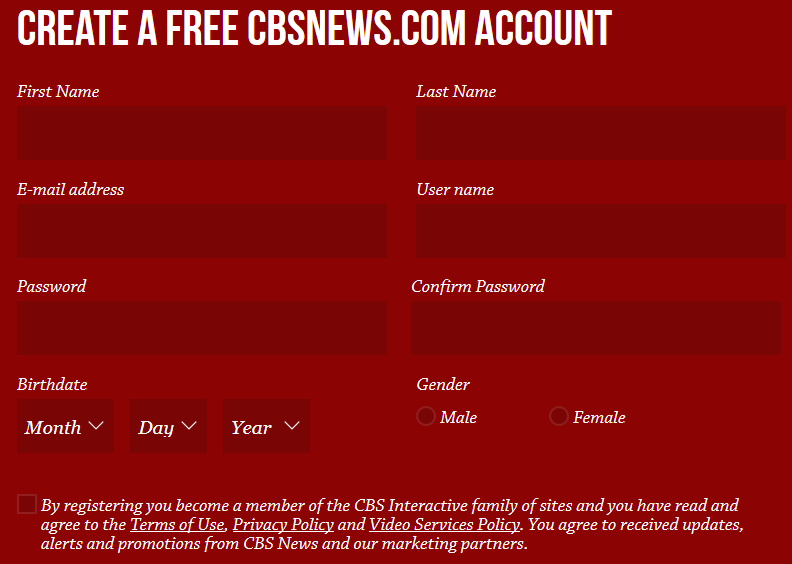 CREATE A FREE CBSNEWS.COM ACCOUNT
First Name
Last Name
E-mail address
User name
Password
Confirm Password
Birthdate
Gender
Month
Day
Year
Male
Female
By registering you become a member of the CBS Interactive family of sites and you have read and
agree to the Terms of Use, Privacy Policy and Video Services Policy. You agree to received updates,
alerts and promotions from CBS News and our marketing partners.